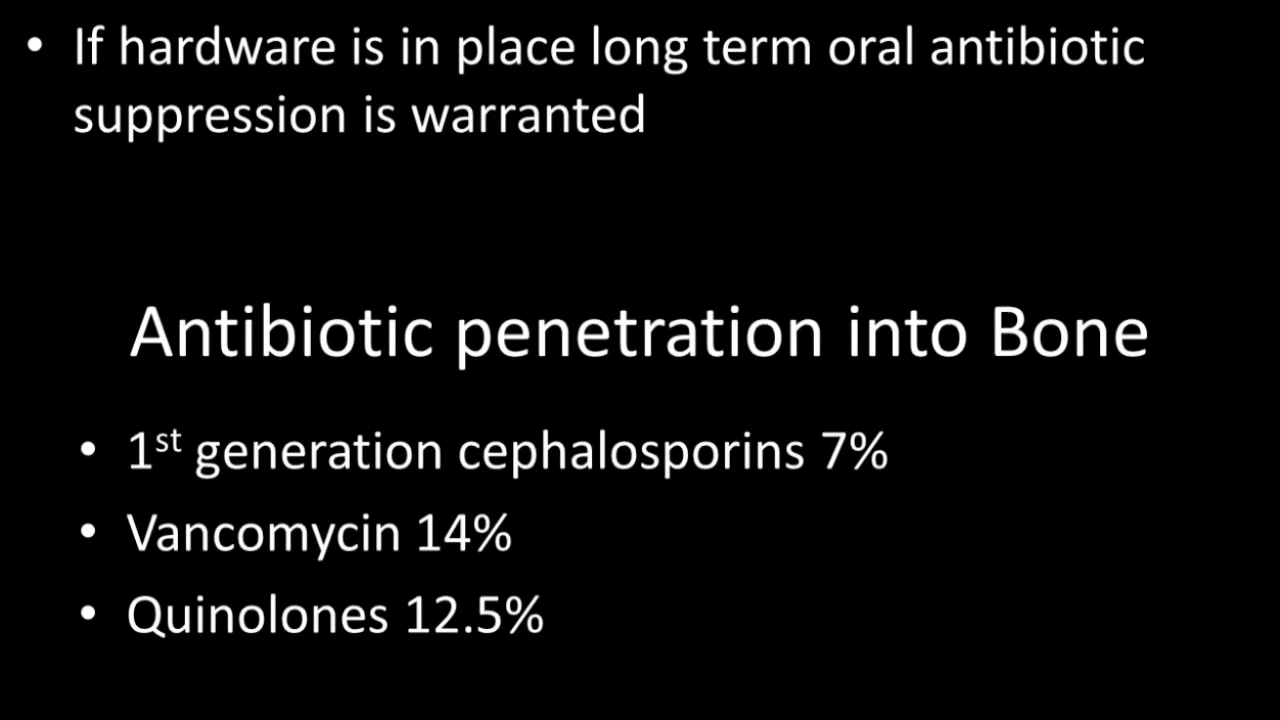 • If hardware is in place long term oral antibiotic
suppression is warranted
Antibiotic penetration into Bone
• 1st generation cephalosporins 7%
• Vancomycin 14%
• Quinolones 12.5%